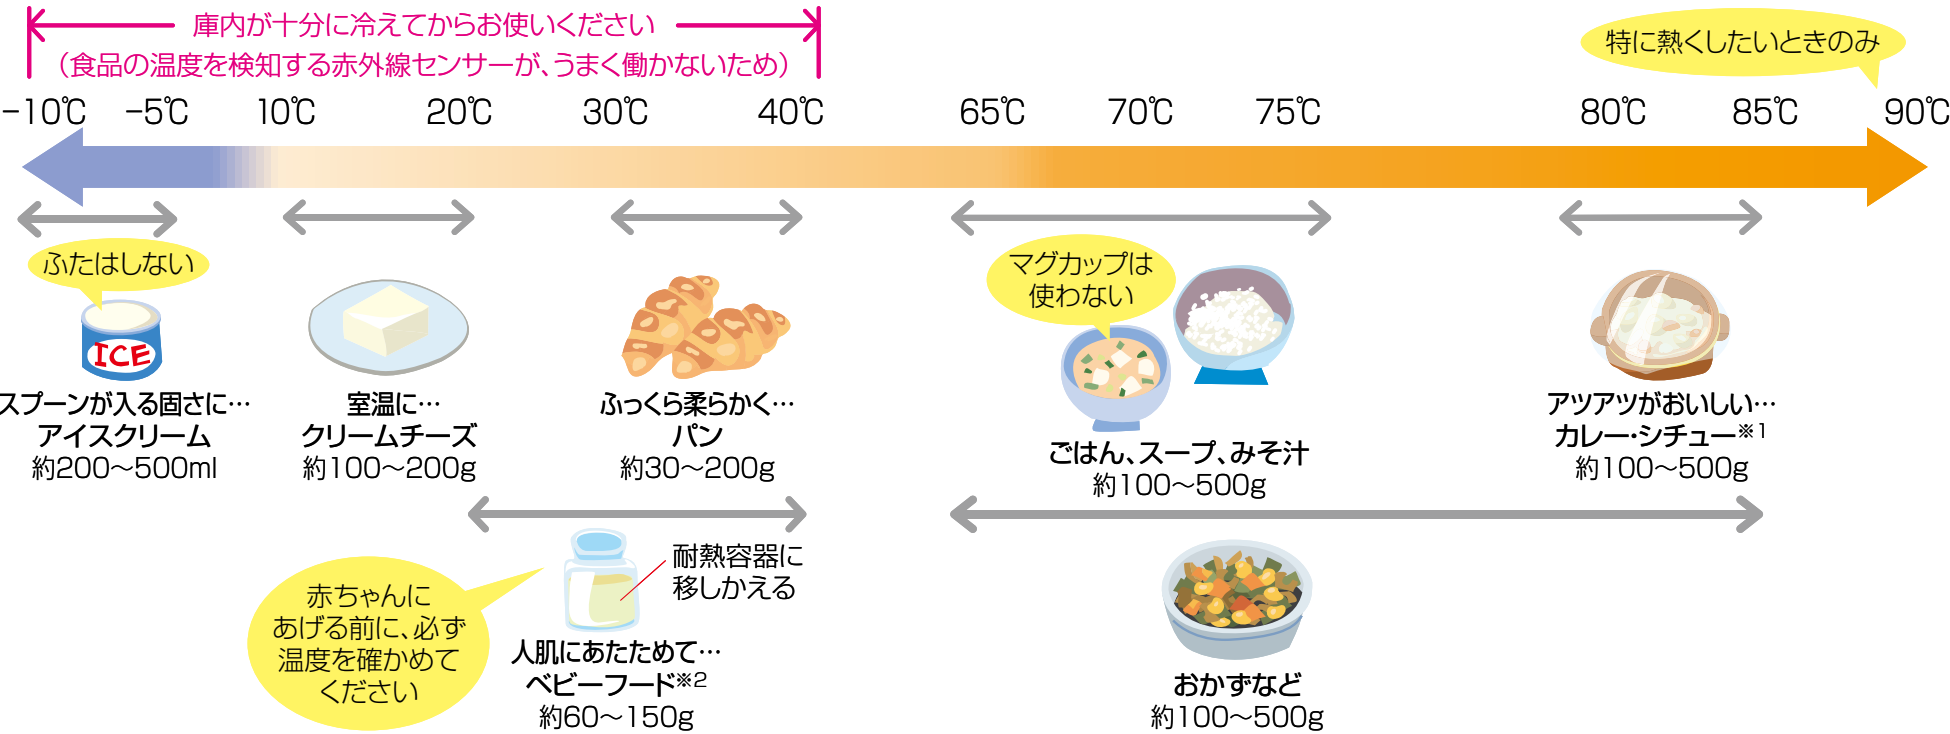 庫内が十分に冷えてからお使いください
（食品の温度を検知する赤外線センサーが、うまく働かないため）
特に熱くしたいときのみ
−10℃ −5℃ 10℃ 20℃ 30℃ 40℃ 65℃ 70℃ 75℃ 80℃ 85℃ 90℃
ふたはしない
ICE
スプーンが入る固さに…
アイスクリーム
約200〜500ml
室温に…
クリームチーズ
約100〜200g
ふっくら柔らかく…
パン
約30〜200g
マグカップは
使わない
ごはん、スープ、みそ汁
約100〜500g
アツアツがおいしい…
カレー・シチュー※1
約100〜500g
赤ちゃんに
あげる前に、必ず
温度を確かめて
ください
耐熱容器に
移しかえる
人肌にあたためて…
ベビーフード※2
約60〜150g
おかずなど
約100〜500g